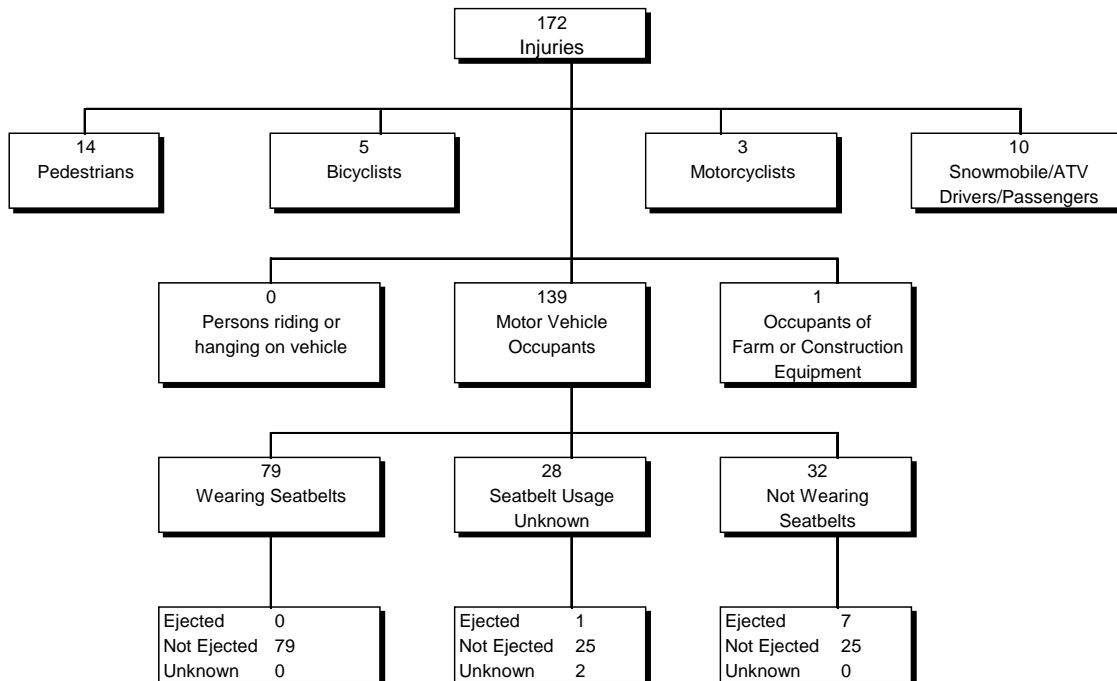 172
Injuries
14
Pedestrians
5
Bicyclists
3
Motorcyclists
10
Snowmobile/ATV
Drivers/Passengers
0
Persons riding or
hanging on vehicle
139
Motor Vehicle
Occupants
1
Occupants of
Farm or Construction
Equipment
79
Wearing Seatbelts
28
Seatbelt Usage
Unknown
32
Not Wearing
Seatbelts
Ejected 0
Not Ejected 79
Unknown 0
Ejected 1
Not Ejected 25
Unknown 2
Ejected 7
Not Ejected 25
Unknown 0